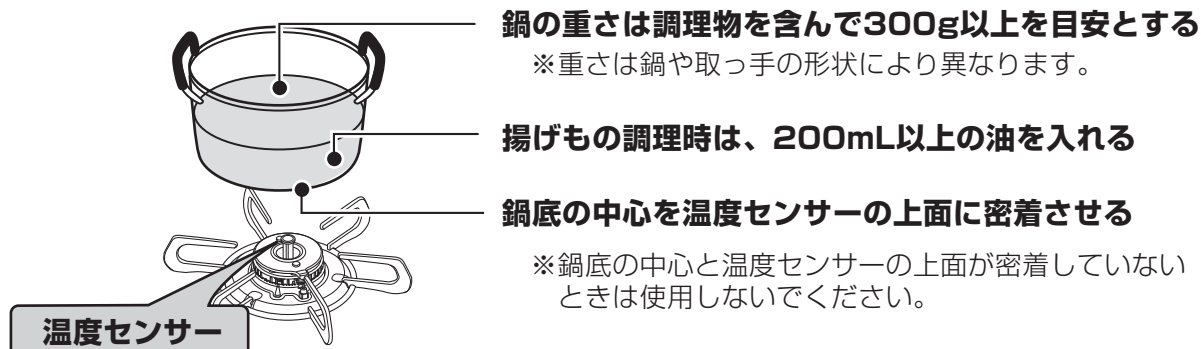 鍋の重さは調理物を含んで300g以上を目安とする
※重さは鍋や取っ手の形状により異なります。
揚げもの調理時は、200mL以上の油を入れる
鍋底の中心を温度センサーの上面に密着させる
※鍋底の中心と温度センサーの上面が密着していない
ときは使用しないでください。
温度センサー